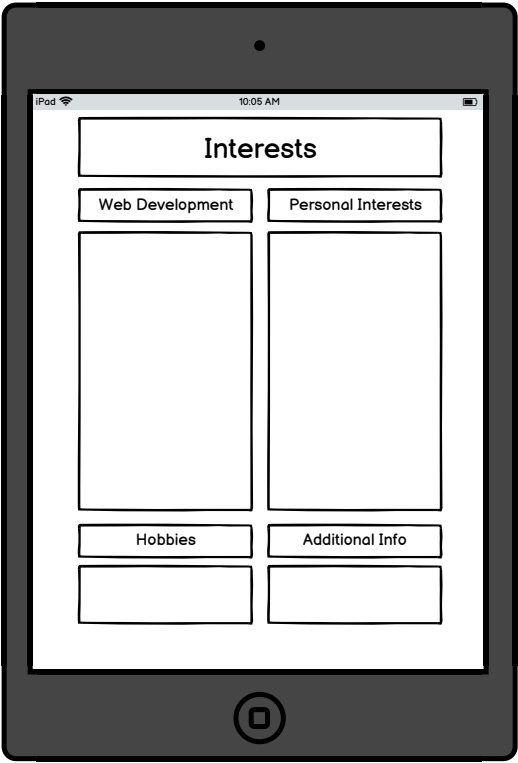 iPad 10:05 AM
Interests
Web Development Personal Interests
Hobbies Additional Info